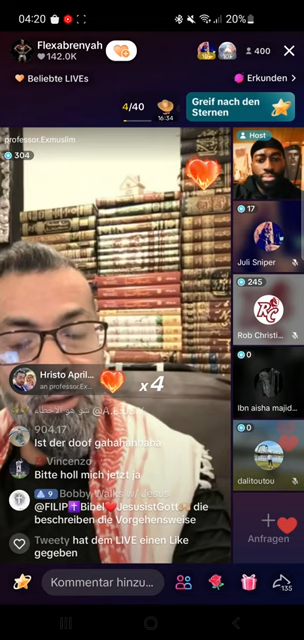 04:20
20%
Flexabrenyah
142.0K
400
Beliebte LIVEs
Erkunden >
4/40
16:34
Greif nach den
Sternen
professor.Exmuslim
304
Host
17
Juli Sniper
245
Rob Christi...
0
Ibn aisha majid...
0
dalitoutou
Hristo April...
an professor.Ex...
x4
904.17
Ist der doof gahahahhaha
Vincenzo
Bitte holl mich jetzt ja
9 Bobby Walks w/ Jesus
@FILIP✝️Bibel❤️JesusistGott die
beschreiben die Vorgehensweise
Tweety hat dem LIVE einen Like
gegeben
Anfragen
Kommentar hinzu...
135